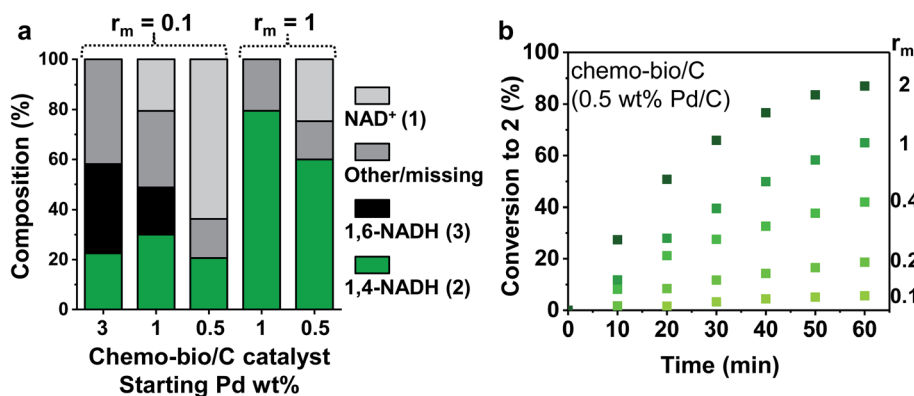 a
rm = 0.1
rm = 1
Composition (%)
100
80
60
40
20
0
3
1
0.5
1
0.5
Chemo-bio/C catalyst
Starting Pd wt%
NAD⁺ (1)
Other/missing
1,6-NADH (3)
1,4-NADH (2)
b
Conversion to 2 (%)
100
80
60
40
20
0
chemo-bio/C
(0.5 wt% Pd/C)
rm
2
1
0.4
0.2
0.1
0
10
20
30
40
50
60
Time (min)